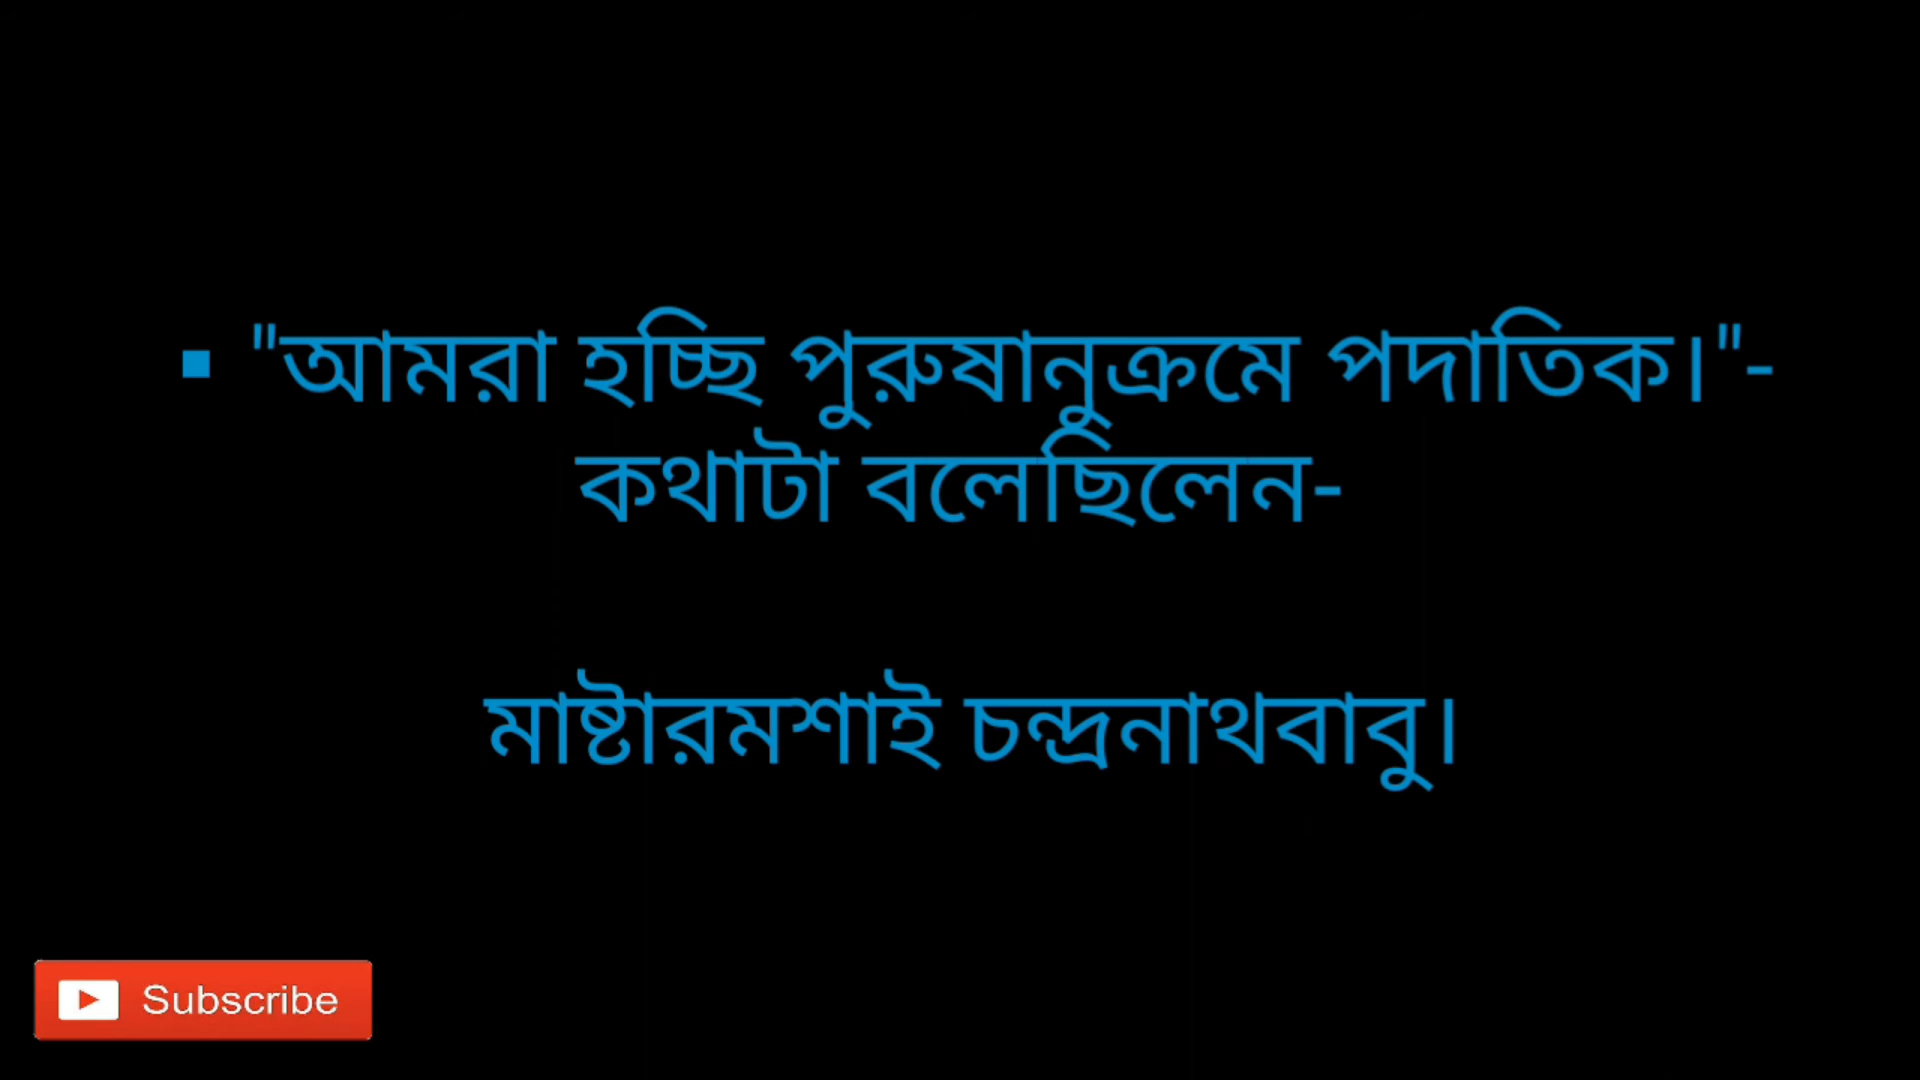 ▪ "আমরা হচ্ছি পুরুষানুক্রমে পদাতিক।"-
কথাটা বলেছিলেন-
মাষ্টারমশাই চন্দ্রনাথবাবু।
Subscribe